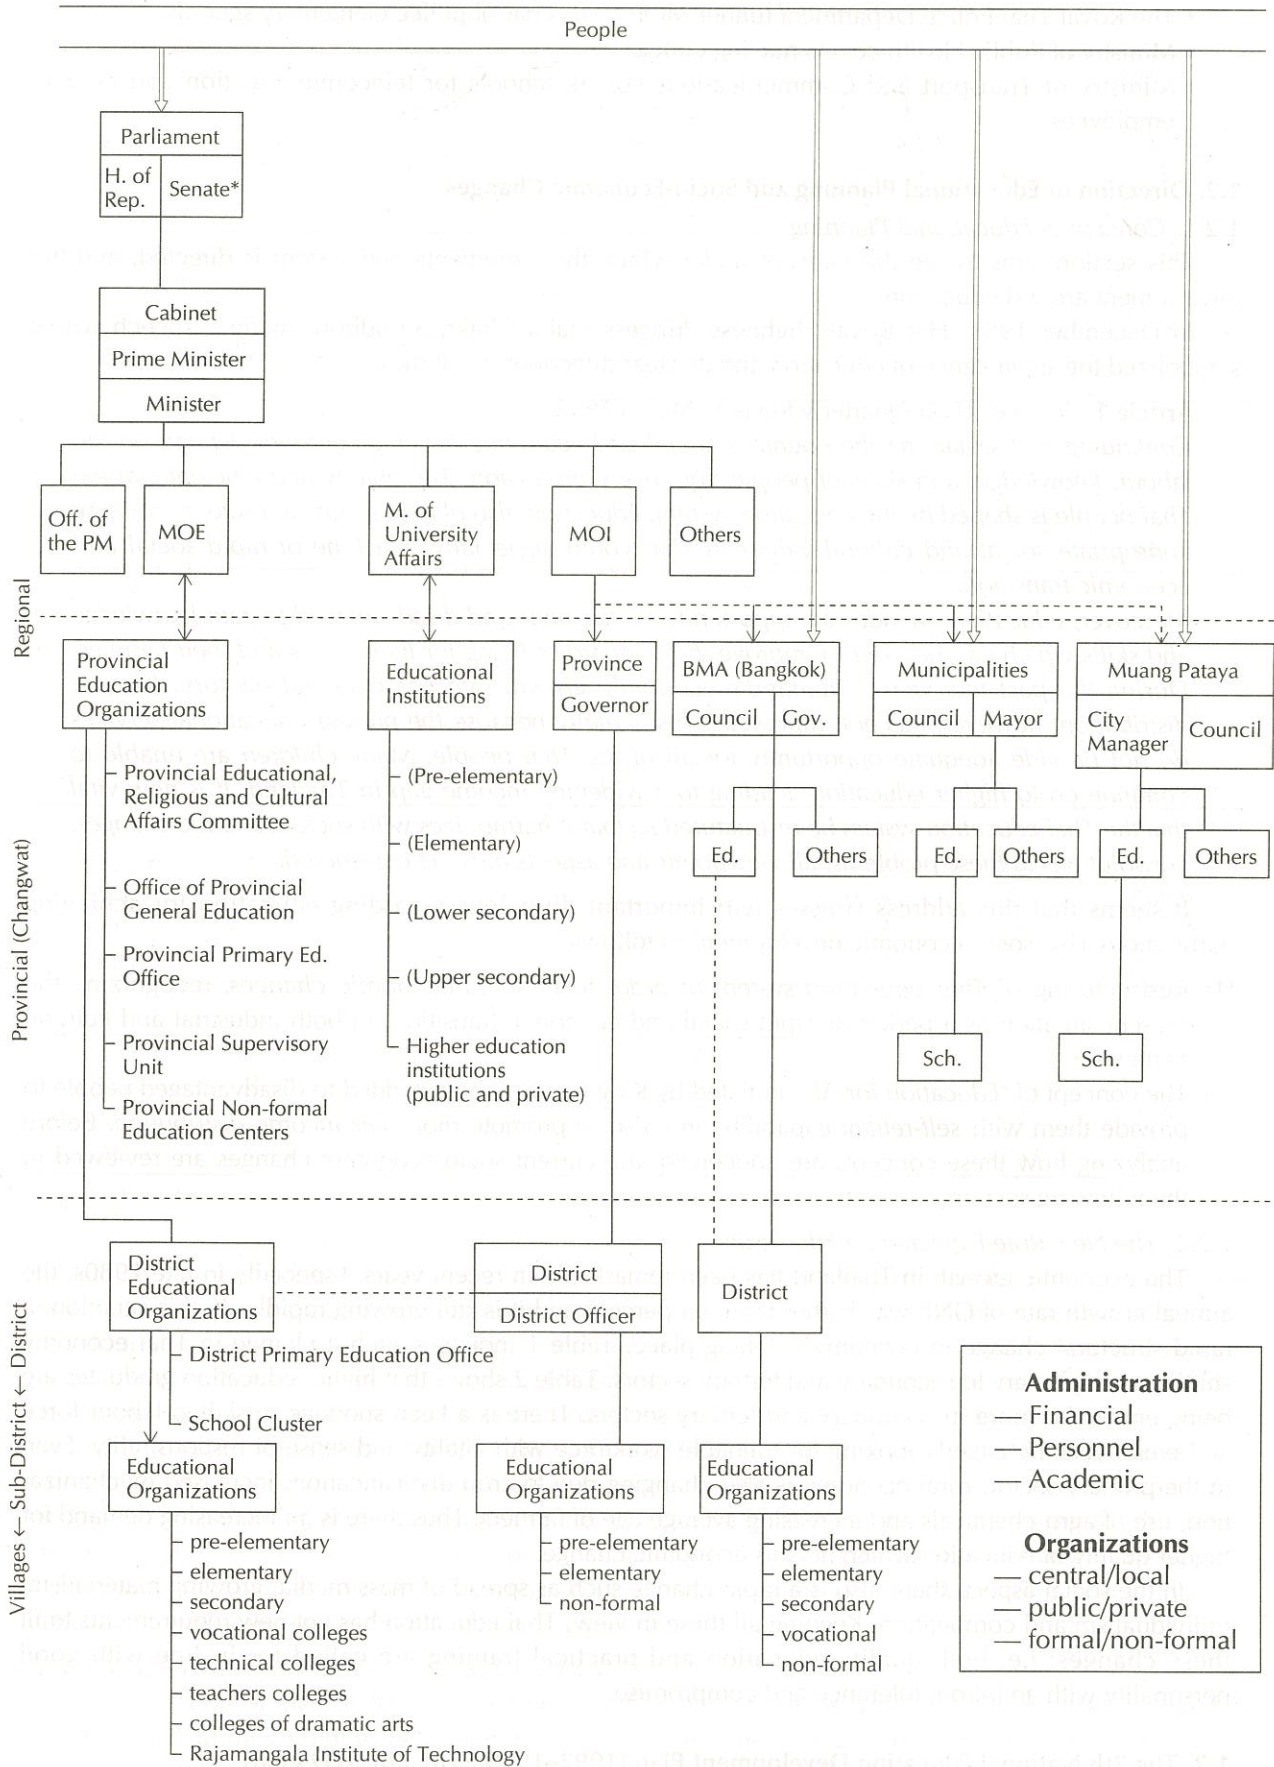 People
Parliament
H. of
Rep.
Senate*
Cabinet
Prime Minister
Minister
Off. of
the PM
MOE
M. of
University
Affairs
MOI
Others
Regional
Provincial
Education
Organizations
Educational
Institutions
Province
Governor
BMA (Bangkok)
Council
Gov.
Municipalities
Council
Mayor
Muang Pataya
City
Manager
Council
Provincial (Changwat)
Provincial Educational,
Religious and Cultural
Affairs Committee
Office of Provincial
General Education
Provincial Primary Ed.
Office
Provincial Supervisory
Unit
Provincial Non-formal
Education Centers
(Pre-elementary)
(Elementary)
(Lower secondary)
(Upper secondary)
Higher education
institutions
(public and private)
Ed.
Others
Ed.
Others
Ed.
Others
Sch.
Sch.
Villages ← Sub-District ← District
District
Educational
Organizations
District
District Officer
District
District Primary Education Office
School Cluster
Educational
Organizations
Educational
Organizations
Educational
Organizations
pre-elementary
elementary
secondary
vocational colleges
technical colleges
teachers colleges
colleges of dramatic arts
Rajamangala Institute of Technology
pre-elementary
elementary
non-formal
pre-elementary
elementary
secondary
vocational
non-formal
Administration
— Financial
— Personnel
— Academic
Organizations
— central/local
— public/private
— formal/non-formal